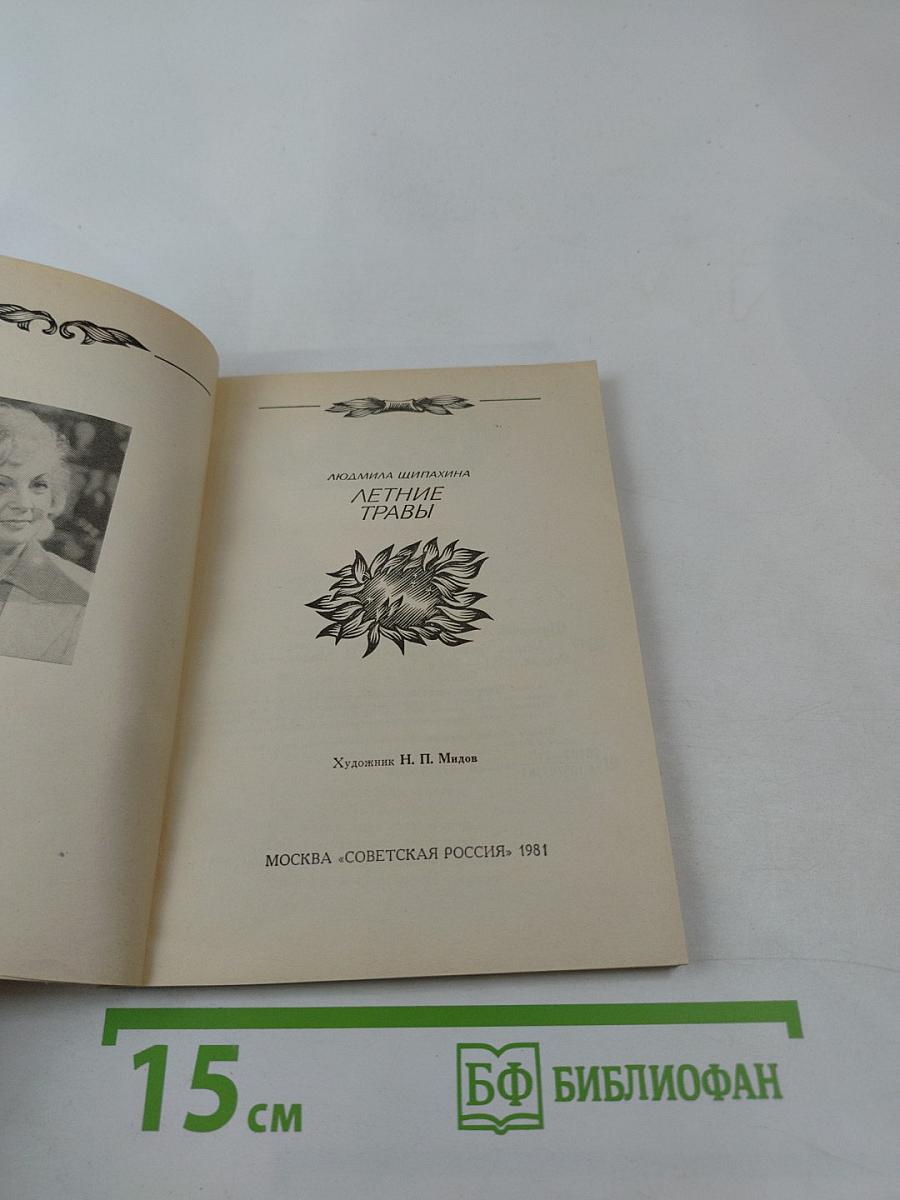 ЛЮДМИЛА ЩИПАХИНА
ЛЕТНИЕ
ТРАВЫ
Художник Н. П. Мидов
МОСКВА «СОВЕТСКАЯ РОССИЯ» 1981
15 СМ
БФ БИБЛИОФАН